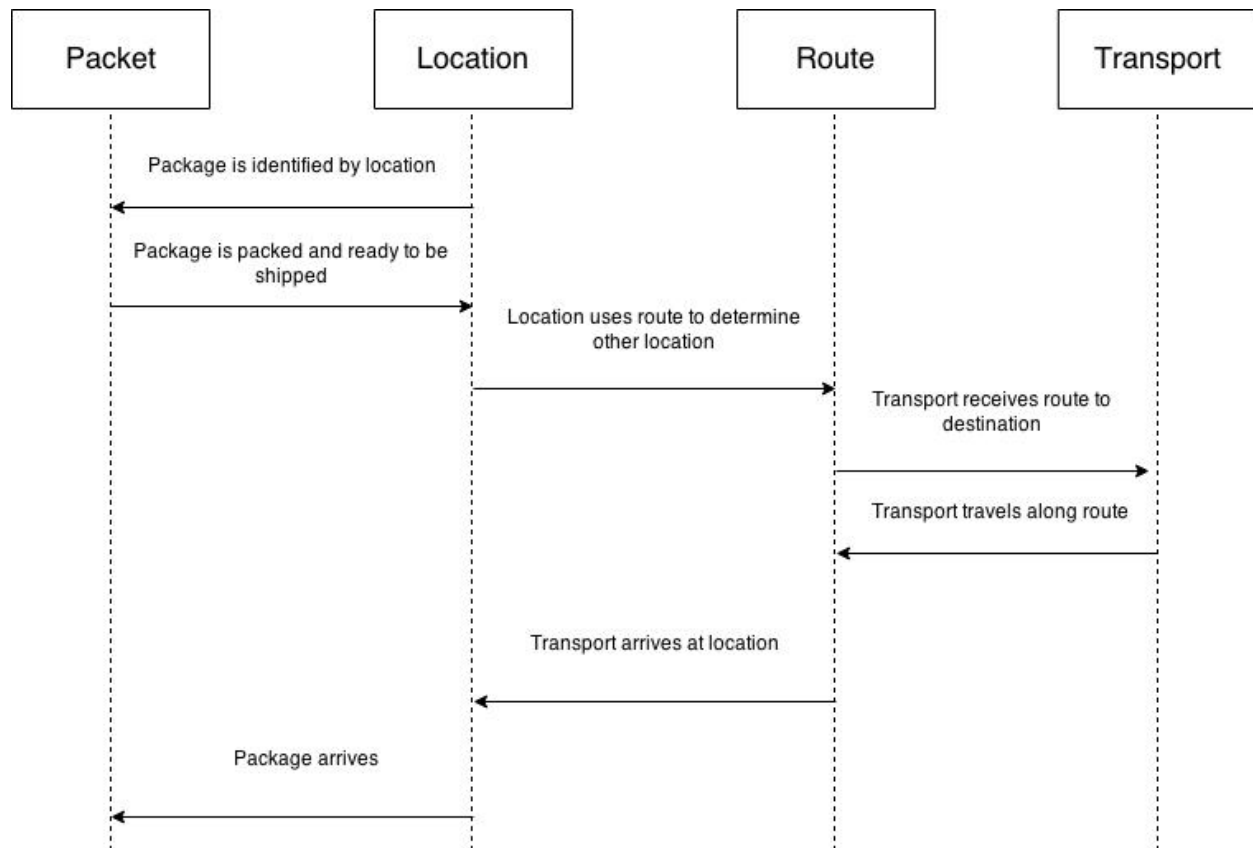 Packet
Location
Route
Transport
Package is identified by location
Package is packed and ready to be
shipped
Location uses route to determine
other location
Transport receives route to
destination
Transport travels along route
Transport arrives at location
Package arrives